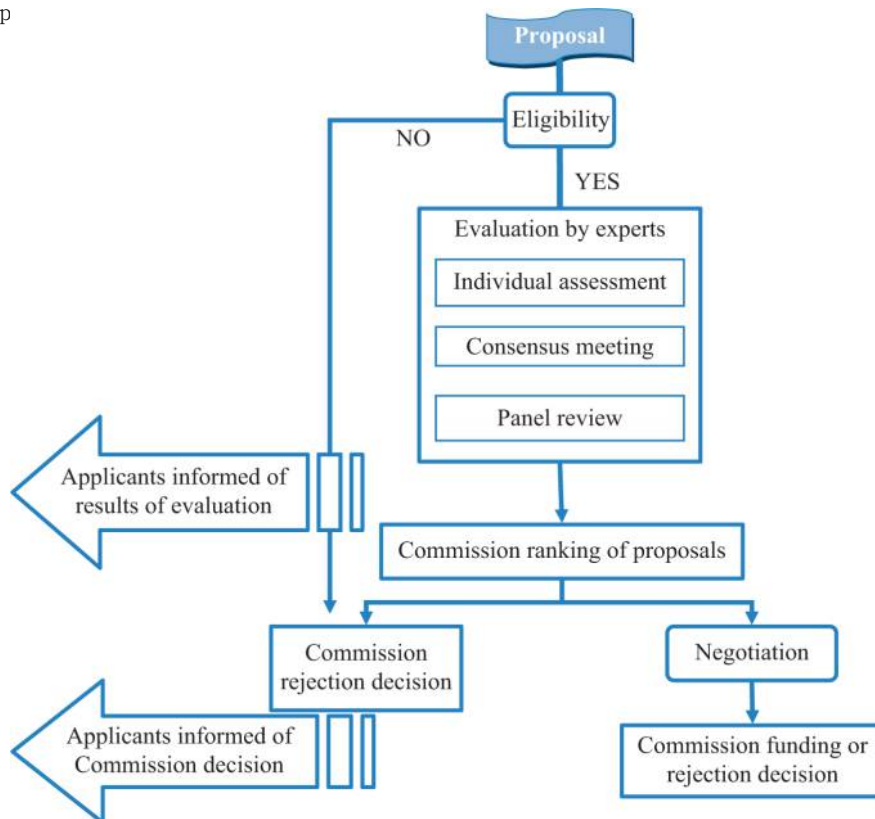 p
Proposal
Eligibility
NO
YES
Evaluation by experts
Individual assessment
Consensus meeting
Panel review
Applicants informed of
results of evaluation
Commission ranking of proposals
Commission
rejection decision
Negotiation
Applicants informed of
Commission decision
Commission funding or
rejection decision